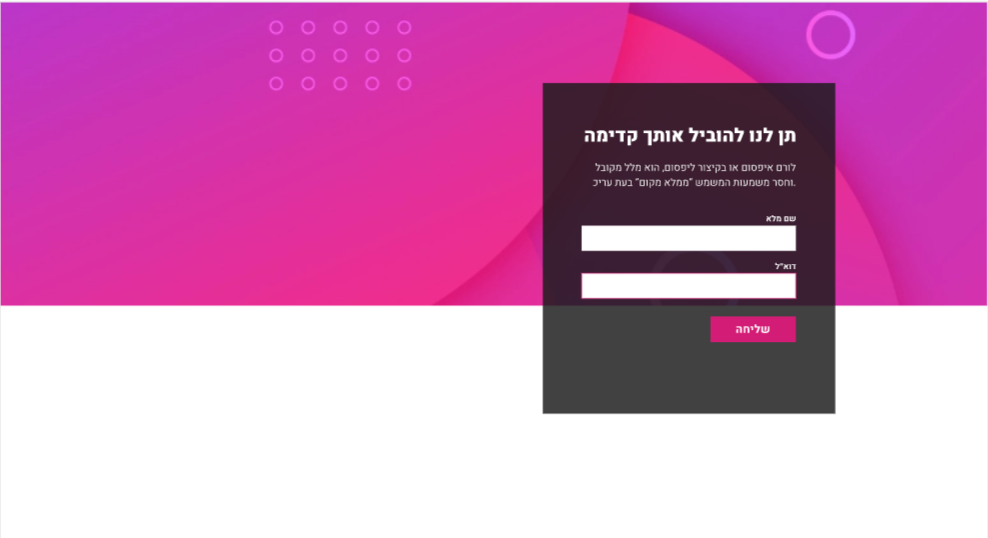 תן לנו להוביל אותך קדימה
לורם איפסום או בקיצור ליפסום, הוא מלל מקובל
.וחסר משמעות המשמש "ממלא מקום" בעת עריכ
שם מלא
דוא"ל
שליחה